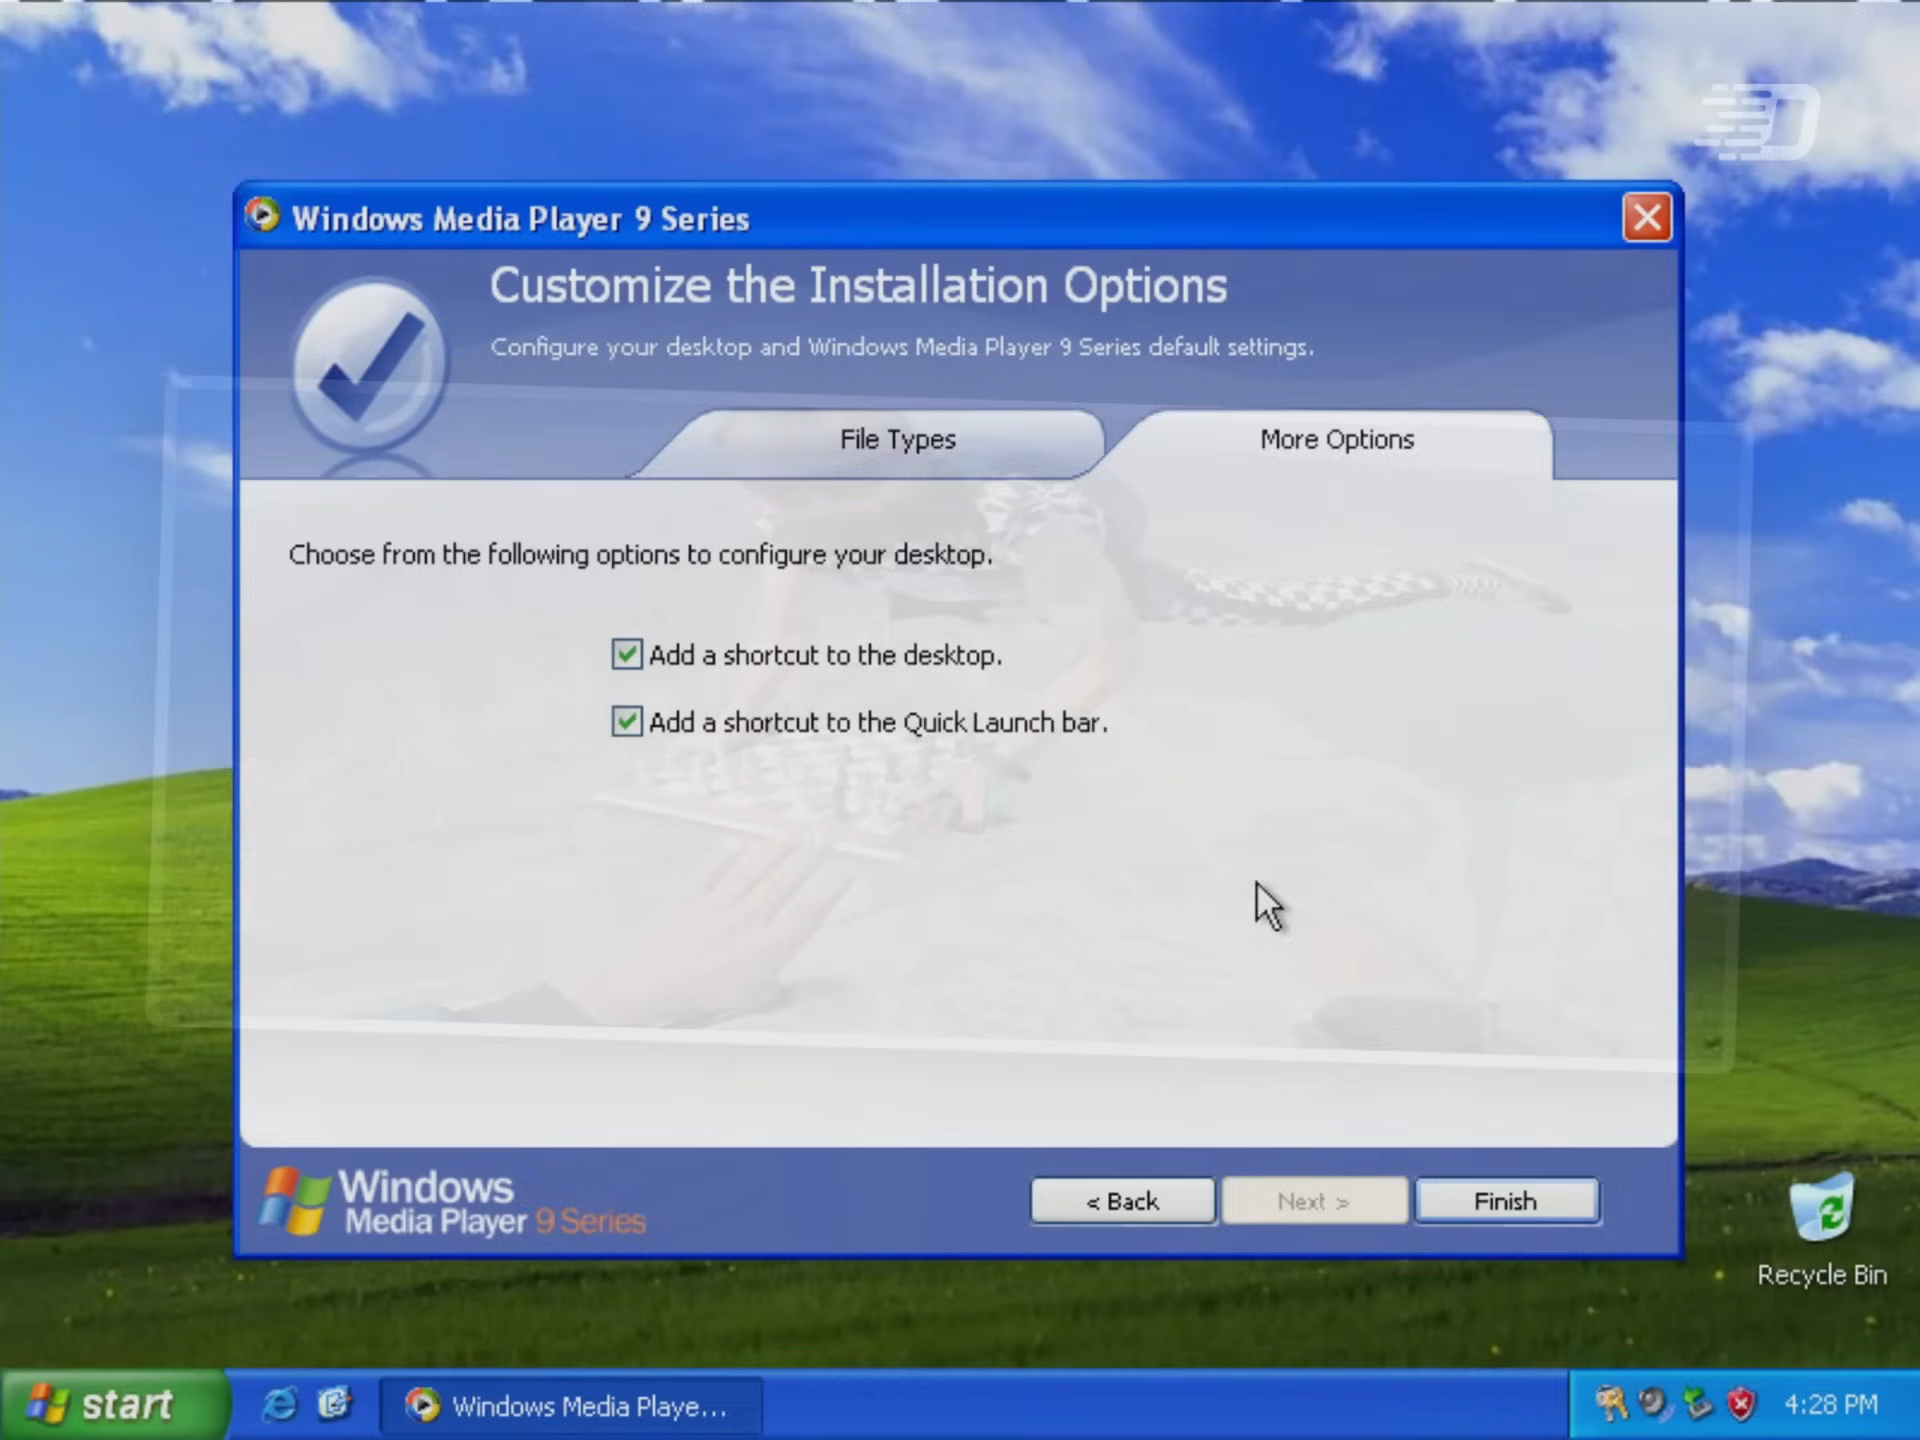 Windows Media Player 9 Series
Customize the Installation Options
Configure your desktop and Windows Media Player 9 Series default settings.
File Types
More Options
Choose from the following options to configure your desktop.
Add a shortcut to the desktop.
Add a shortcut to the Quick Launch bar.
Windows
Media Player 9 Series
< Back
Next >
Finish
Recycle Bin
start
Windows Media Playe...
4:28 PM